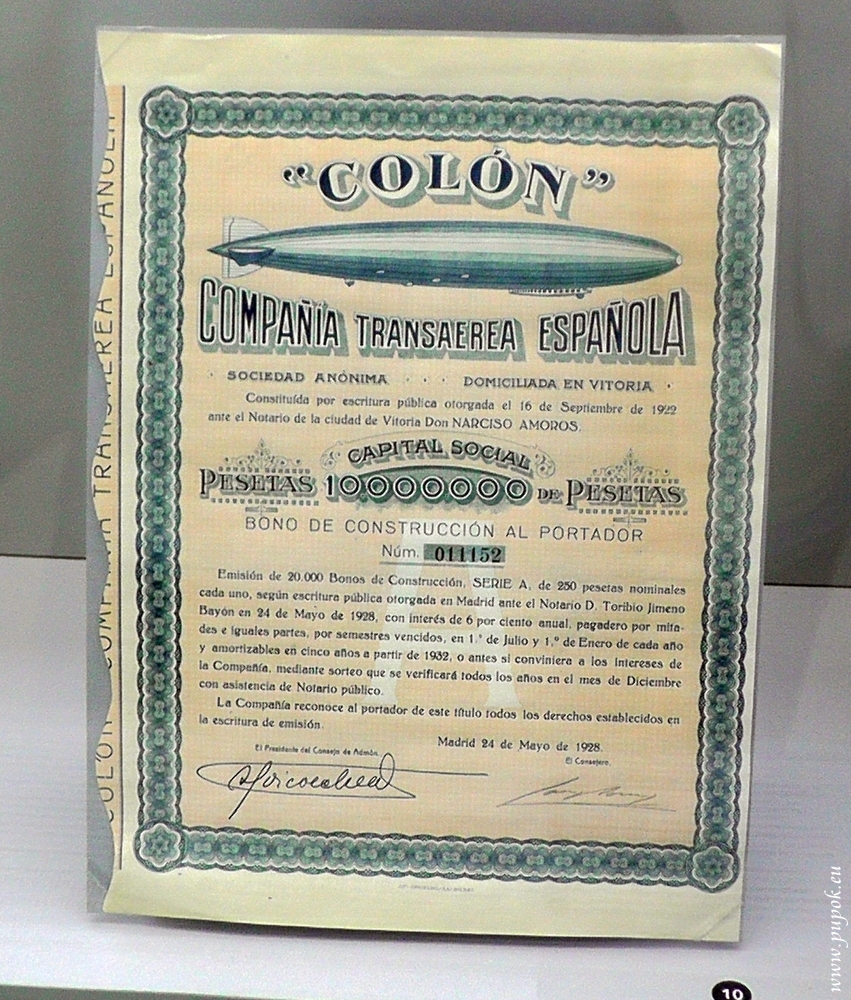 "COLÓN"
COMPAÑIA TRANSAEREA ESPAÑOLA
· SOCIEDAD ANÓNIMA · · · DOMICILIADA EN VITORIA ·
Constituída por escritura pública otorgada el 16 de Septiembre de 1922
ante el Notario de la ciudad de Vitoria Don NARCISO AMOROS.
CAPITAL SOCIAL
PESETAS 10.000000 DE PESETAS
BONO DE CONSTRUCCIÓN AL PORTADOR
Núm. 011152
Emisión de 20.000 Bonos de Construcción, SERIE A, de 250 pesetas nominales
cada uno, según escritura pública otorgada en Madrid ante el Notario D. Toribio Jimeno
Bayón en 24 de Mayo de 1928, con interés de 6 por ciento anual, pagadero por mita-
des e iguales partes, por semestres vencidos, en 1.º de Julio y 1.º de Enero de cada año
y amortizables en cinco años a partir de 1932, o antes si conviniera a los intereses de
la Compañía, mediante sorteo que se verificará todos los años en el mes de Diciembre
con asistencia de Notario público.
La Compañía reconoce al portador de este título todos los derechos establecidos en
la escritura de emisión.
Madrid 24 de Mayo de 1928.
El Presidente del Consejo de Admón.
El Consejero,
COLÓN COMPAÑIA TRANSAEREA ESPAÑOLA
10
www.pupok.eu